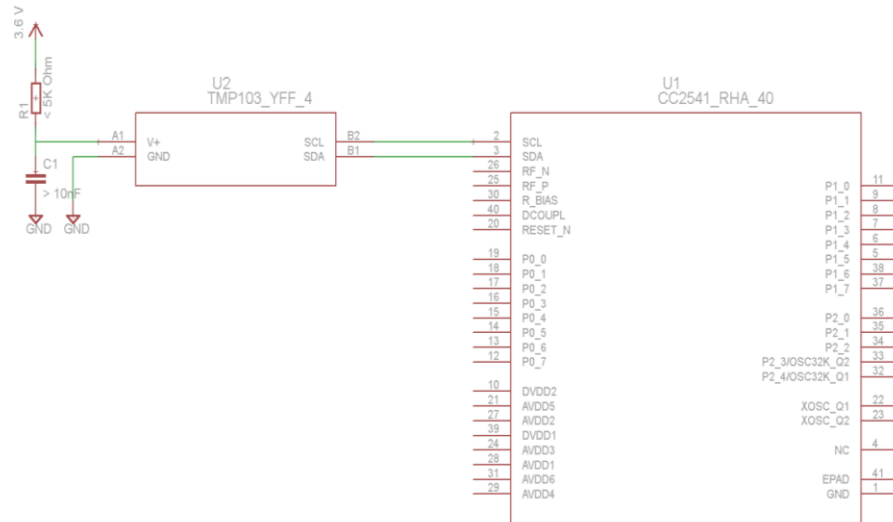 3.6 V
R1
< 5K Ohm
C1
> 10nF
GND
GND
U2
TMP103_YFF_4
A1
V+
A2
GND
SCL
B2
SDA
B1
U1
CC2541_RHA_40
2
SCL
3
SDA
26
RF_N
25
RF_P
30
R_BIAS
40
DCOUPL
20
RESET_N
19
P0_0
18
P0_1
17
P0_2
16
P0_3
15
P0_4
14
P0_5
13
P0_6
12
P0_7
10
DVDD2
21
AVDD5
27
AVDD2
39
DVDD1
24
AVDD3
28
AVDD1
31
AVDD6
29
AVDD4
P1_0
11
P1_1
9
P1_2
8
P1_3
7
P1_4
6
P1_5
5
P1_6
38
P1_7
37
P2_0
36
P2_1
35
P2_2
34
P2_3/OSC32K_Q2
33
P2_4/OSC32K_Q1
32
XOSC_Q1
22
XOSC_Q2
23
NC
4
EPAD
41
GND
1